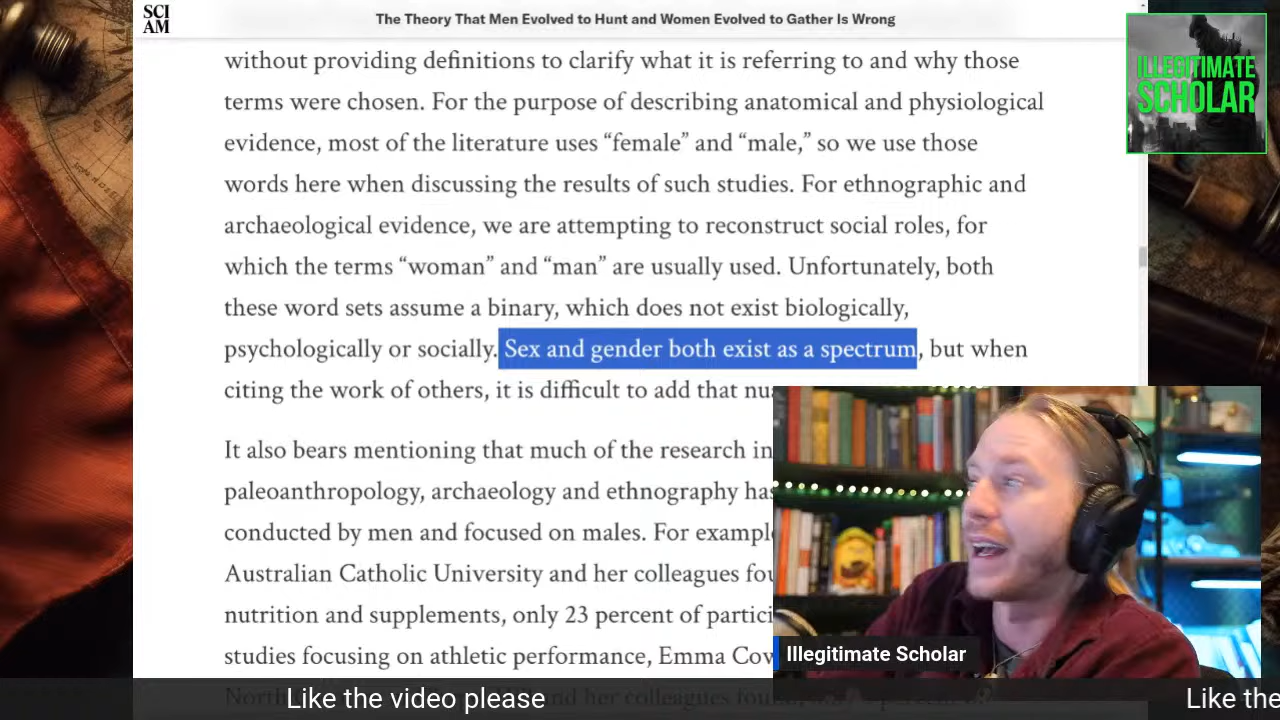 SCI
AM
The Theory That Men Evolved to Hunt and Women Evolved to Gather Is Wrong
ILLEGITIMATE
SCHOLAR
without providing definitions to clarify what it is referring to and why those
terms were chosen. For the purpose of describing anatomical and physiological
evidence, most of the literature uses “female” and “male,” so we use those
words here when discussing the results of such studies. For ethnographic and
archaeological evidence, we are attempting to reconstruct social roles, for
which the terms “woman” and “man” are usually used. Unfortunately, both
these word sets assume a binary, which does not exist biologically,
psychologically or socially. Sex and gender both exist as a spectrum, but when
citing the work of others, it is difficult to add that
It also bears mentioning that much of the research in
paleoanthropology, archaeology and ethnography has
conducted by men and focused on males. For
Australian Catholic University and her colleagues
nutrition and supplements, only 23 percent of
studies focusing on athletic performance, Emma
Illegitimate Scholar
and her colleagues found,
Like the video please
Like the